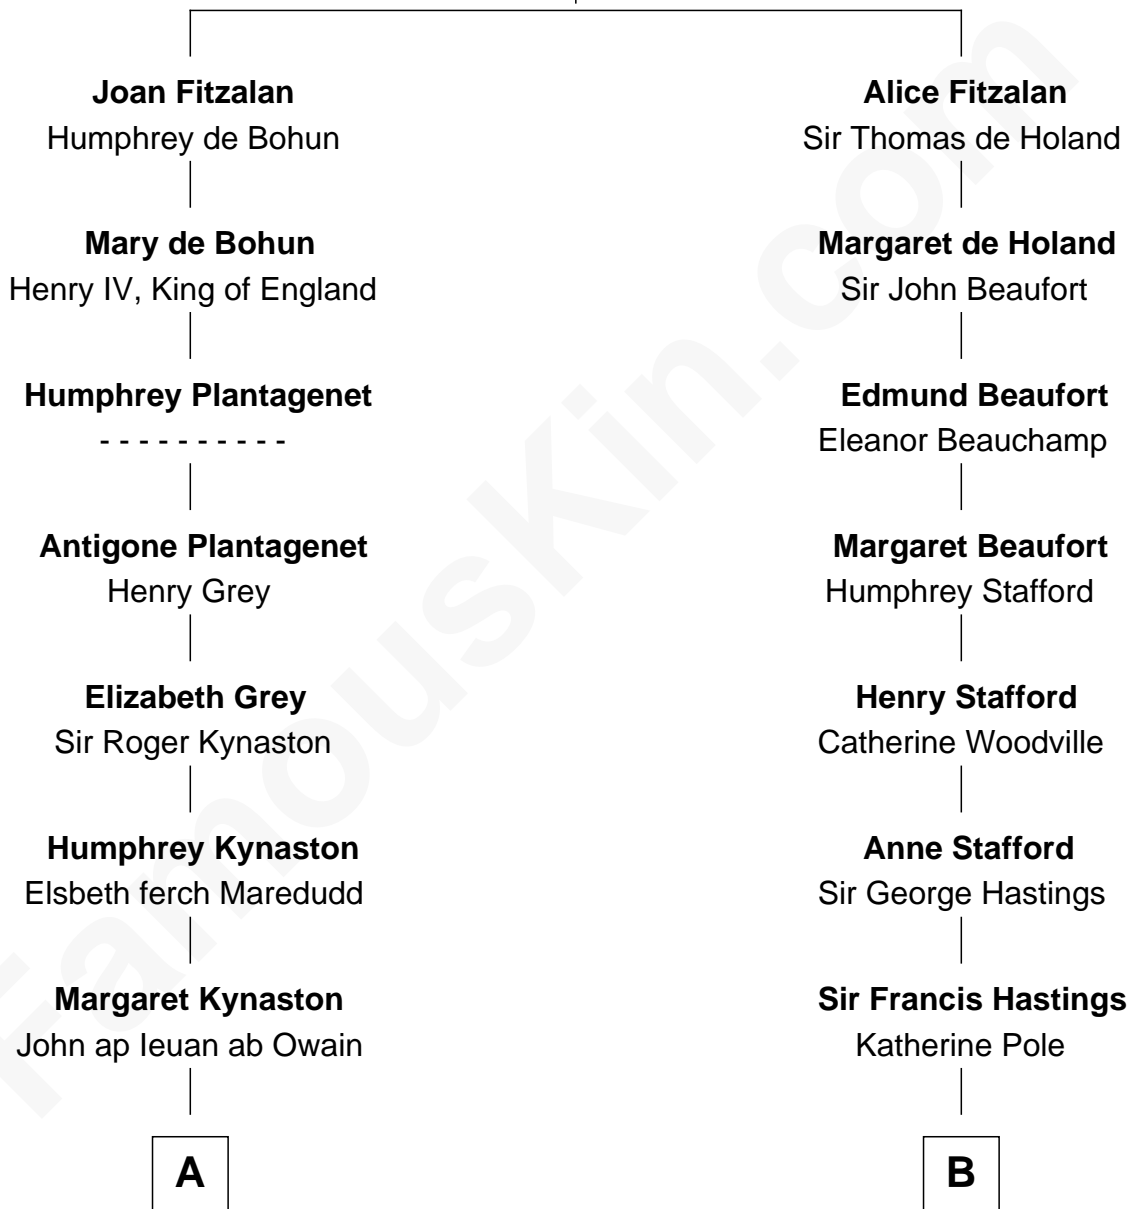 Joan Fitzalan
Humphrey de Bohun
Mary de Bohun
Henry IV, King of England
Humphrey Plantagenet
- - - - - - - - - -
Antigone Plantagenet
Henry Grey
Elizabeth Grey
Sir Roger Kynaston
Humphrey Kynaston
Elsbeth ferch Maredudd
Margaret Kynaston
John ap Ieuan ab Owain
A
Alice Fitzalan
Sir Thomas de Holand
Margaret de Holand
Sir John Beaufort
Edmund Beaufort
Eleanor Beauchamp
Margaret Beaufort
Humphrey Stafford
Henry Stafford
Catherine Woodville
Anne Stafford
Sir George Hastings
Sir Francis Hastings
Katherine Pole
B
FamousKin.com